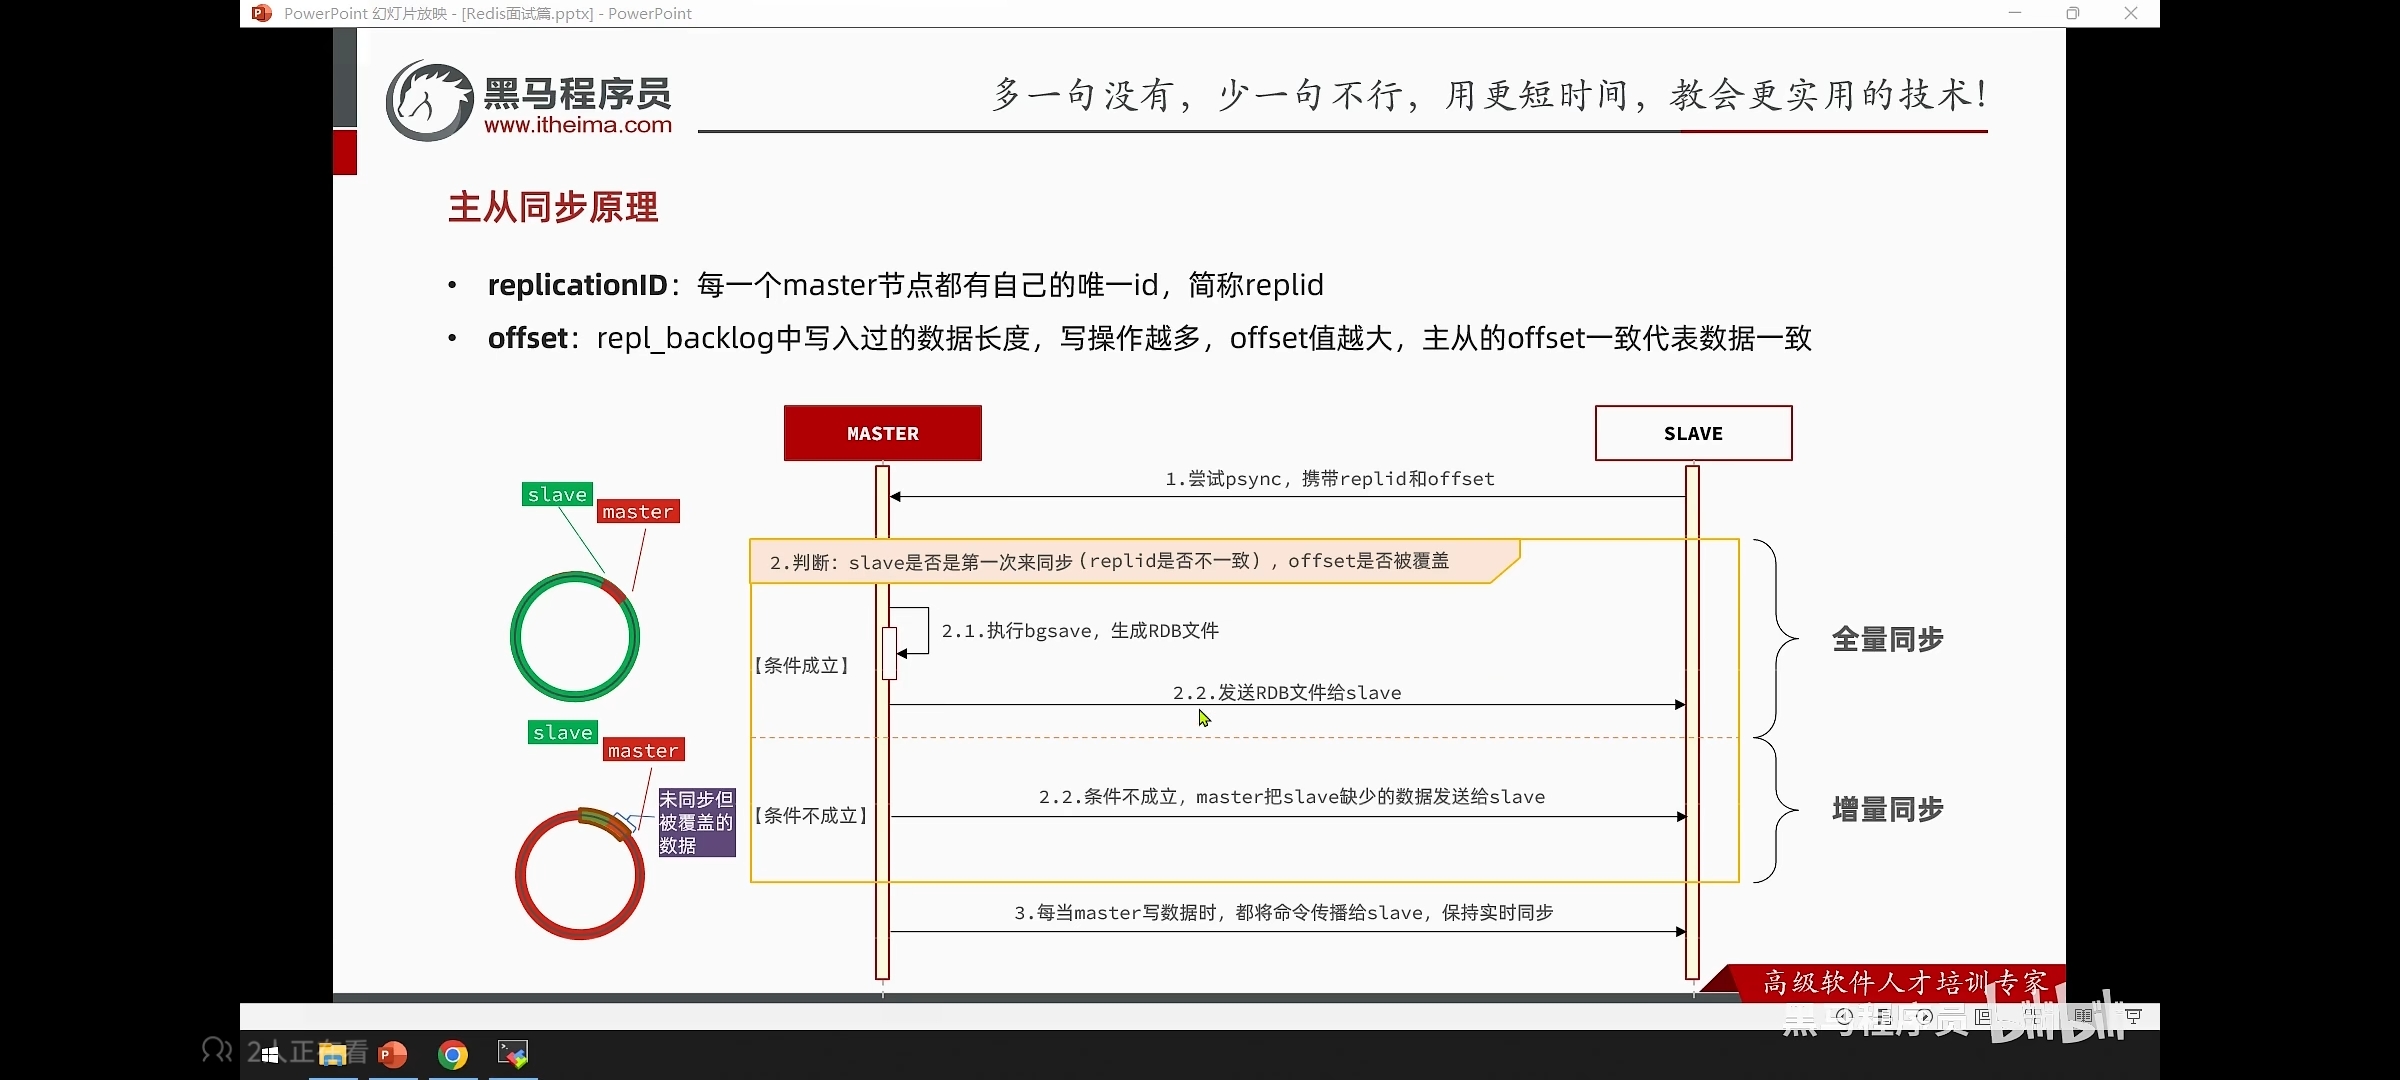 PowerPoint 幻灯片放映 - [Redis面试篇.pptx] - PowerPoint
黑马程序员
www.itheima.com
多一句没有，少一句不行，用更短时间，教会更实用的技术！
主从同步原理
• replicationID：每一个master节点都有自己的唯一id，简称replid
• offset：repl_backlog中写入过的数据长度，写操作越多，offset值越大，主从的offset一致代表数据一致
MASTER
SLAVE
1.尝试psync，携带replid和offset
slave
master
2.判断：slave是否是第一次来同步(replid是否不一致)，offset是否被覆盖
2.1.执行bgsave，生成RDB文件
【条件成立】
全量同步
2.2.发送RDB文件给slave
slave
master
未同步但
被覆盖的
数据
2.2.条件不成立，master把slave缺少的数据发送给slave
【条件不成立】
增量同步
3.每当master写数据时，都将命令传播给slave，保持实时同步
高级软件人才培训专家
黑马程序员 bilibili
2人正在看